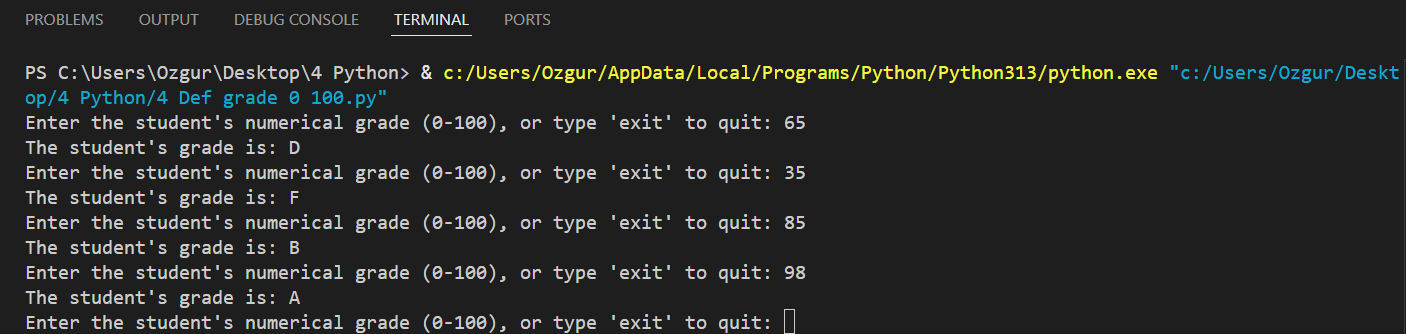 PROBLEMS OUTPUT DEBUG CONSOLE TERMINAL PORTS
PS C:\Users\Ozgur\Desktop\4 Python> & c:/Users/Ozgur/AppData/Local/Programs/Python/Python313/python.exe "c:/Users/Ozgur/Deskt
op/4 Python/4 Def grade 0 100.py"
Enter the student's numerical grade (0-100), or type 'exit' to quit: 65
The student's grade is: D
Enter the student's numerical grade (0-100), or type 'exit' to quit: 35
The student's grade is: F
Enter the student's numerical grade (0-100), or type 'exit' to quit: 85
The student's grade is: B
Enter the student's numerical grade (0-100), or type 'exit' to quit: 98
The student's grade is: A
Enter the student's numerical grade (0-100), or type 'exit' to quit: